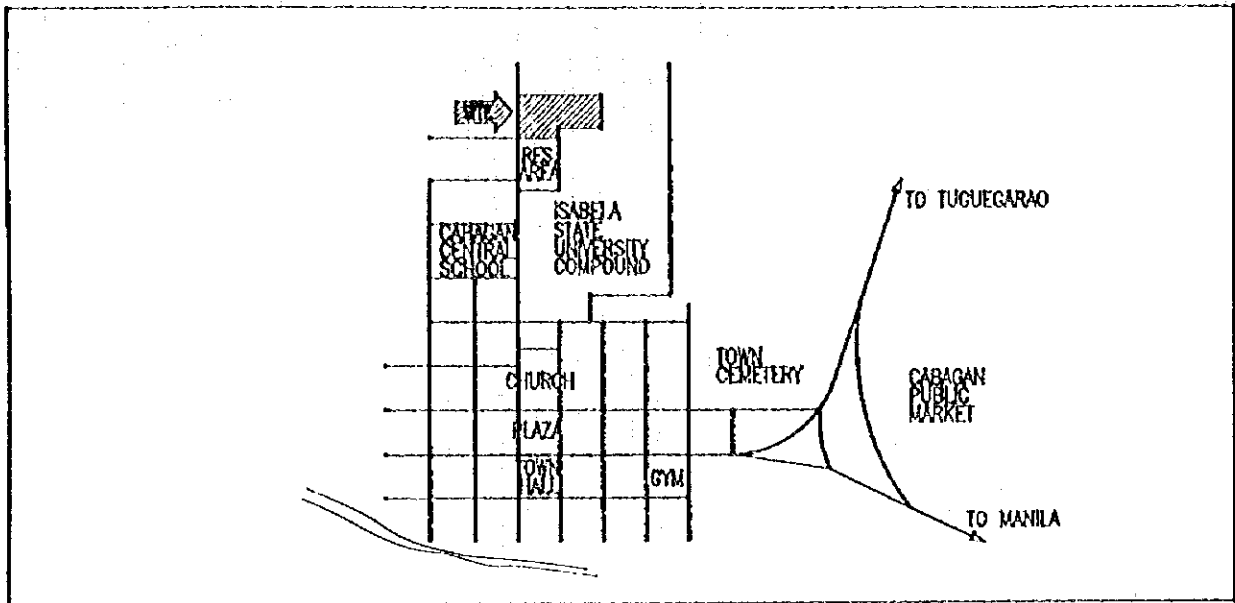 RES
AREA
ISABELA
STATE
UNIVERSITY
COMPOUND
CABAGAN
CENTRAL
SCHOOL
TO TUGUEGARAO
TOWN
CEMETERY
CABAGAN
PUBLIC
MARKET
CHURCH
PLAZA
TOWN
HALL
GYM
TO MANILA